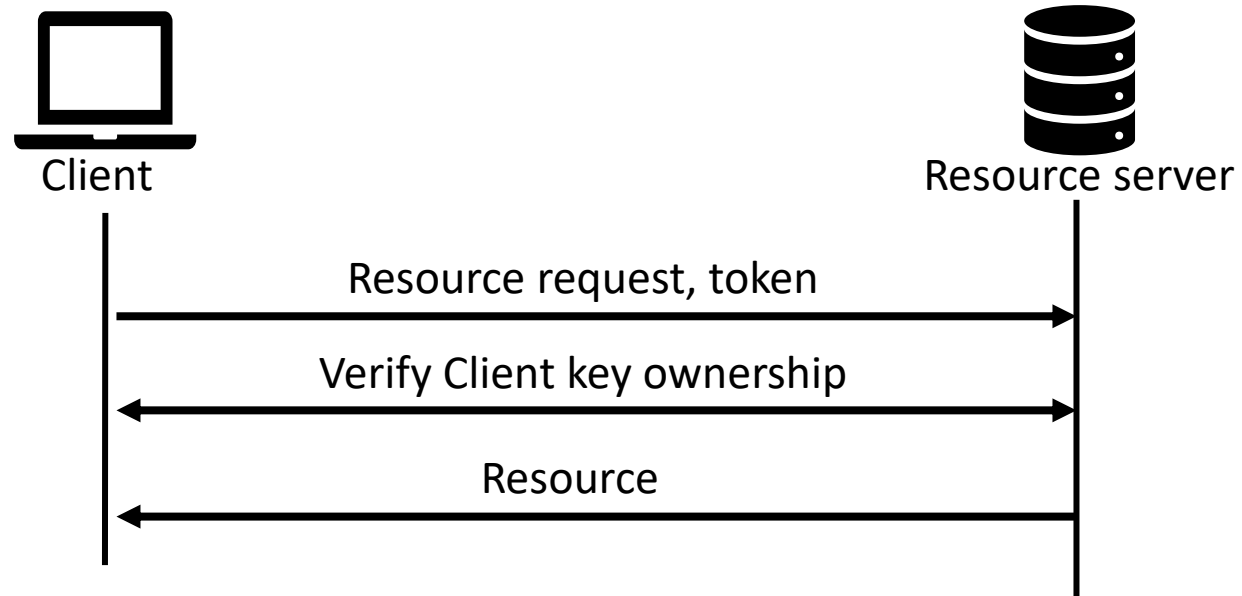 Client
Resource server
Resource request, token
Verify Client key ownership
Resource